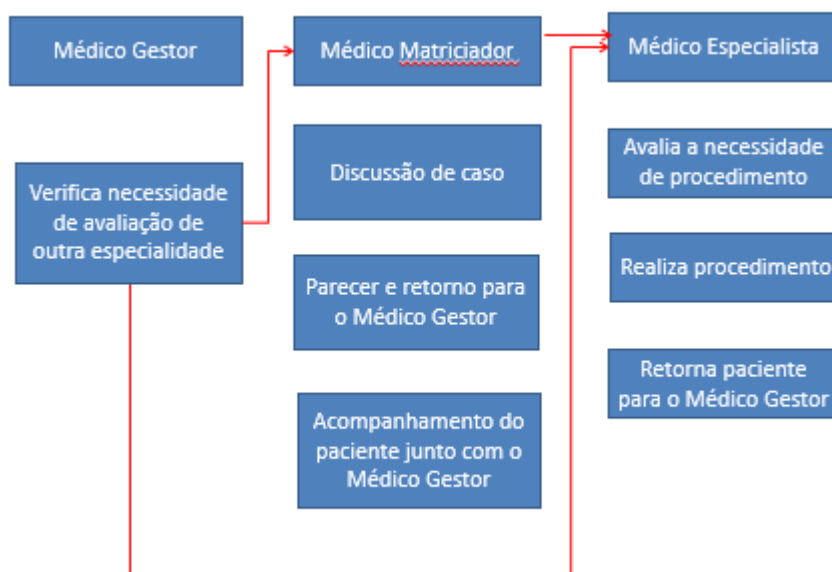 Médico Gestor
Verifica necessidade
de avaliação de
outra especialidade
Médico Matriciador
Discussão de caso
Parecer e retorno para
o Médico Gestor
Acompanhamento do
paciente junto com o
Médico Gestor
Médico Especialista
Avalia a necessidade
de procedimento
Realiza procedimento
Retorna paciente
para o Médico Gestor